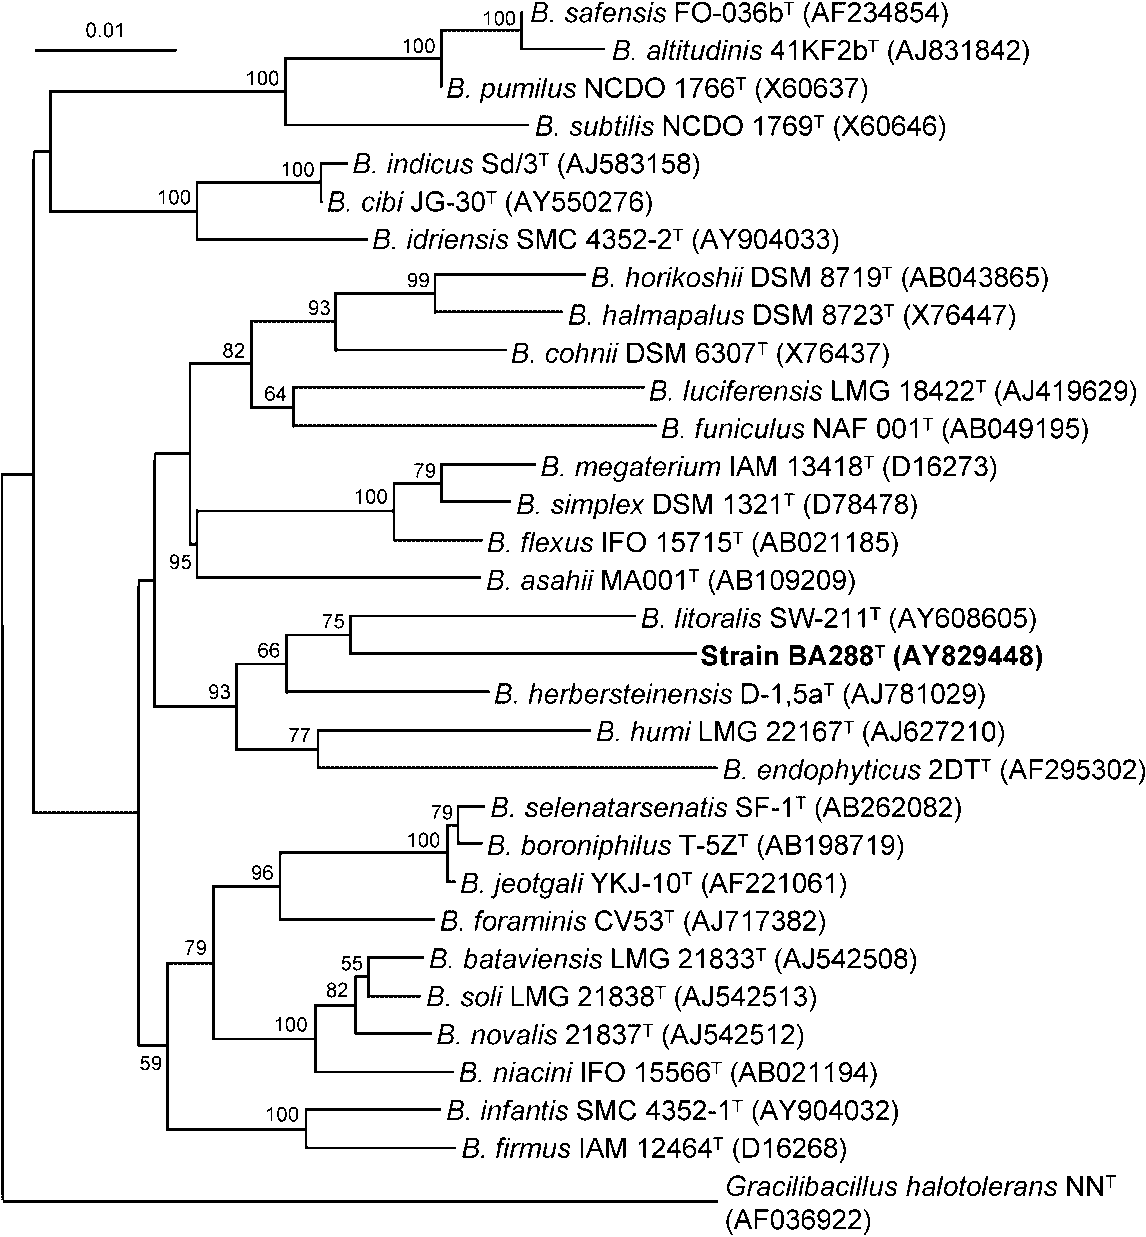 0.01
100
B. safensis FO-036bᵀ (AF234854)
100
B. altitudinis 41KF2bᵀ (AJ831842)
100
B. pumilus NCDO 1766ᵀ (X60637)
B. subtilis NCDO 1769ᵀ (X60646)
100
B. indicus Sd/3ᵀ (AJ583158)
100
B. cibi JG-30ᵀ (AY550276)
B. idriensis SMC 4352-2ᵀ (AY904033)
99
B. horikoshii DSM 8719ᵀ (AB043865)
93
B. halmapalus DSM 8723ᵀ (X76447)
82
B. cohnii DSM 6307ᵀ (X76437)
64
B. luciferensis LMG 18422ᵀ (AJ419629)
B. funiculus NAF 001ᵀ (AB049195)
79
B. megaterium IAM 13418ᵀ (D16273)
100
B. simplex DSM 1321ᵀ (D78478)
B. flexus IFO 15715ᵀ (AB021185)
95
B. asahii MA001ᵀ (AB109209)
75
B. litoralis SW-211ᵀ (AY608605)
66
Strain BA288ᵀ (AY829448)
93
B. herbersteinensis D-1,5aᵀ (AJ781029)
77
B. humi LMG 22167ᵀ (AJ627210)
B. endophyticus 2DTᵀ (AF295302)
79
B. selenatarsenatis SF-1ᵀ (AB262082)
100
B. boroniphilus T-5Zᵀ (AB198719)
96
B. jeotgali YKJ-10ᵀ (AF221061)
B. foraminis CV53ᵀ (AJ717382)
79
55
B. bataviensis LMG 21833ᵀ (AJ542508)
82
B. soli LMG 21838ᵀ (AJ542513)
100
B. novalis 21837ᵀ (AJ542512)
59
B. niacini IFO 15566ᵀ (AB021194)
100
B. infantis SMC 4352-1ᵀ (AY904032)
B. firmus IAM 12464ᵀ (D16268)
Gracilibacillus halotolerans NNᵀ
(AF036922)